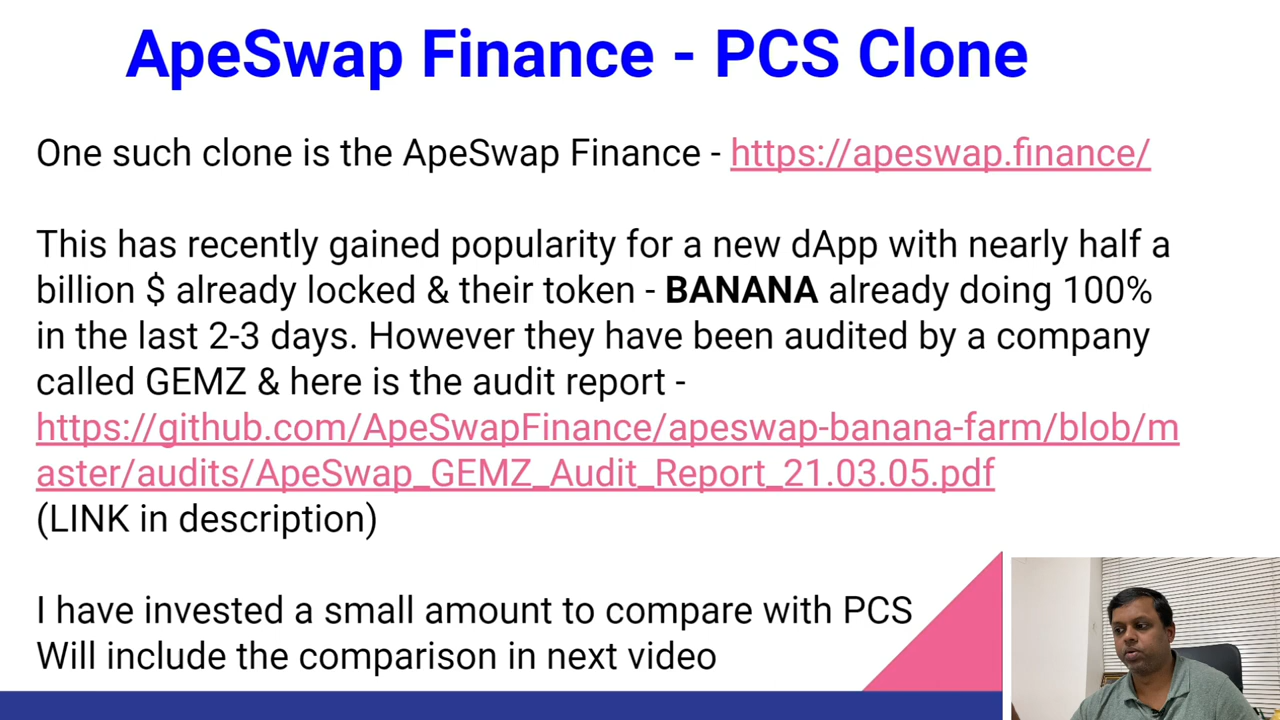 ApeSwap Finance - PCS Clone
One such clone is the ApeSwap Finance - https://apeswap.finance/
This has recently gained popularity for a new dApp with nearly half a
billion $ already locked & their token - BANANA already doing 100%
in the last 2-3 days. However they have been audited by a company
called GEMZ & here is the audit report -
https://github.com/ApeSwapFinance/apeswap-banana-farm/blob/m
aster/audits/ApeSwap_GEMZ_Audit_Report_21.03.05.pdf
(LINK in description)
I have invested a small amount to compare with PCS
Will include the comparison in next video